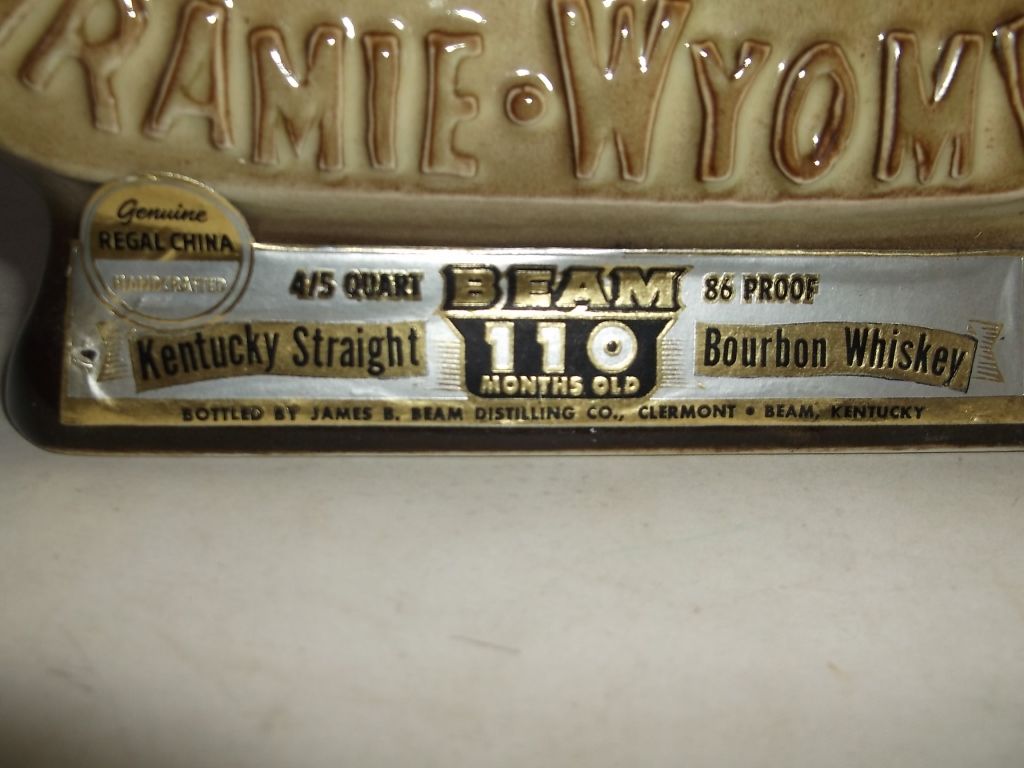 RAMIE • WYOM
Genuine
REGAL CHINA
HANDCRAFTED
4/5 QUART BEAM 86 PROOF
Kentucky Straight 110 Bourbon Whiskey
MONTHS OLD
BOTTLED BY JAMES B. BEAM DISTILLING CO., CLERMONT • BEAM, KENTUCKY